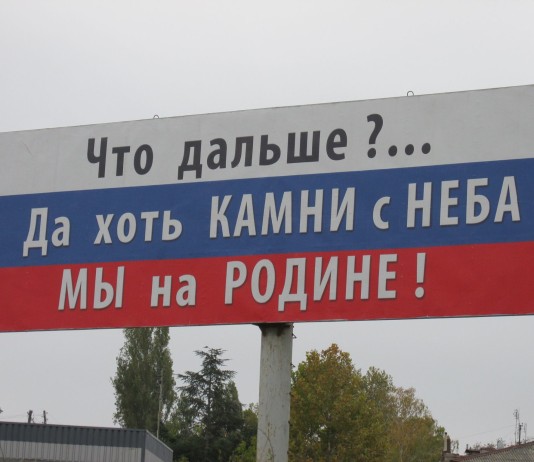 Что дальше ?...
Да хоть КАМНИ с НЕБА
МЫ на РОДИНЕ !